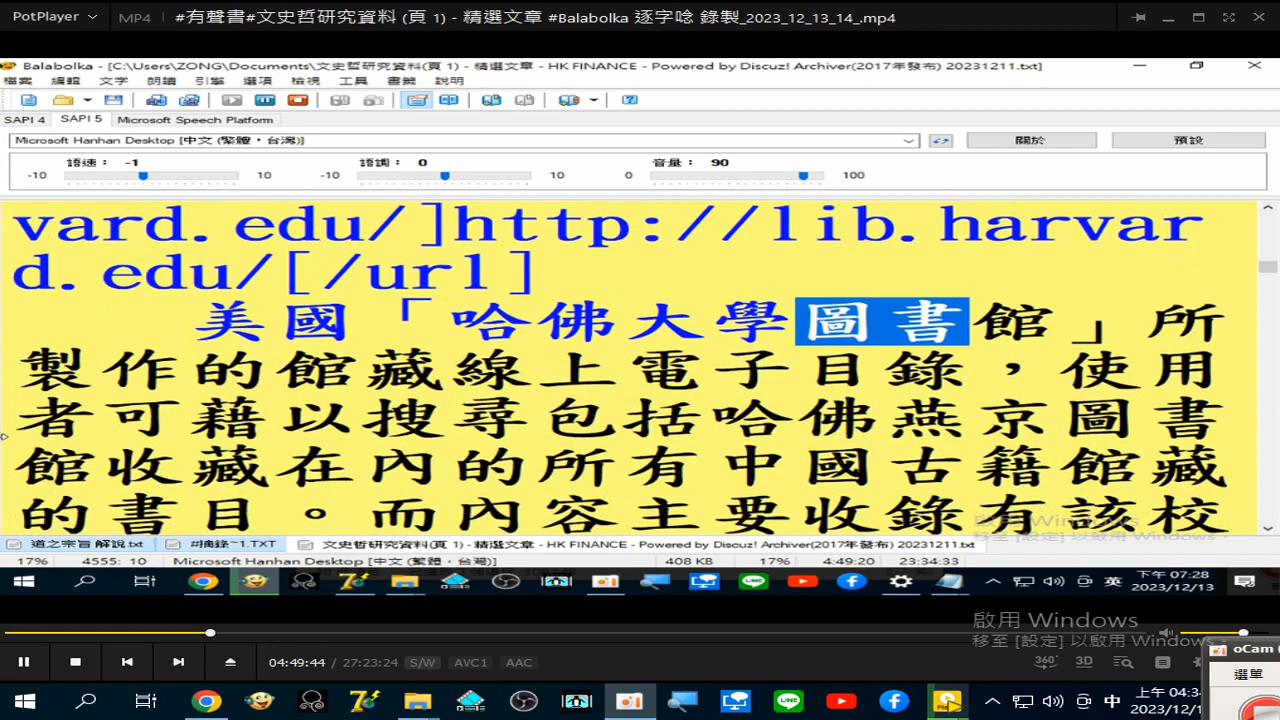 PotPlayer MP4 #有聲書#文史哲研究資料 (頁 1) - 精選文章 #Balabolka 逐字唸 錄製_2023_12_13_14_.mp4
Balabolka - [C:\Users\ZONG\Documents\文史哲研究資料(頁 1) - 精選文章 - HK FINANCE - Powered by Discuz! Archiver(2017年發布) 20231211.txt]
檔案 編輯 文字 朗讀 引擎 選項 檢視 工具 書籤 說明
SAPI 4 SAPI 5 Microsoft Speech Platform
Microsoft Hanhan Desktop [中文 (繁體，台灣)] 關於 預設
語速： -1 語調： 0 音量： 90
-10 10 -10 10 0 100
vard.edu/]http://lib.harvar
d.edu/[/url]
美國「哈佛大學圖書館」所
製作的館藏線上電子目錄，使用
者可藉以搜尋包括哈佛燕京圖書
館收藏在內的所有中國古籍館藏
的書目。而內容主要收錄有該校
啟用 Windows
移至 [設定] 以啟用 Windows。
道之宗旨 解說.txt #摘錄~1.TXT 文史哲研究資料(頁 1) - 精選文章 - HK FINANCE - Powered by Discuz! Archiver(2017年發布) 20231211.txt
17% 4555: 10 Microsoft Hanhan Desktop [中文 (繁體，台灣)] 408 KB 17% 4:49:20 23:34:33
英 下午 07:28
2023/12/13
啟用 Windows
移至 [設定] 以啟用 Windows。
04:49:44 / 27:23:24 S/W AVC1 AAC 360° 3D
oCam
選單
中 上午 04:3
2023/12/1